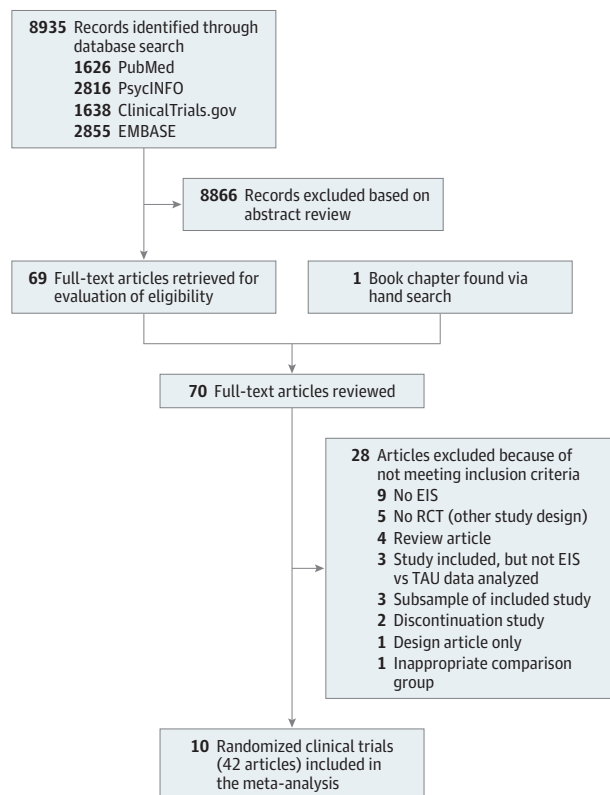 8935 Records identified through
database search
1626 PubMed
2816 PsycINFO
1638 ClinicalTrials.gov
2855 EMBASE
8866 Records excluded based on
abstract review
69 Full-text articles retrieved for
evaluation of eligibility
1 Book chapter found via
hand search
70 Full-text articles reviewed
28 Articles excluded because of
not meeting inclusion criteria
9 No EIS
5 No RCT (other study design)
4 Review article
3 Study included, but not EIS
vs TAU data analyzed
3 Subsample of included study
2 Discontinuation study
1 Design article only
1 Inappropriate comparison
group
10 Randomized clinical trials
(42 articles) included in
the meta-analysis